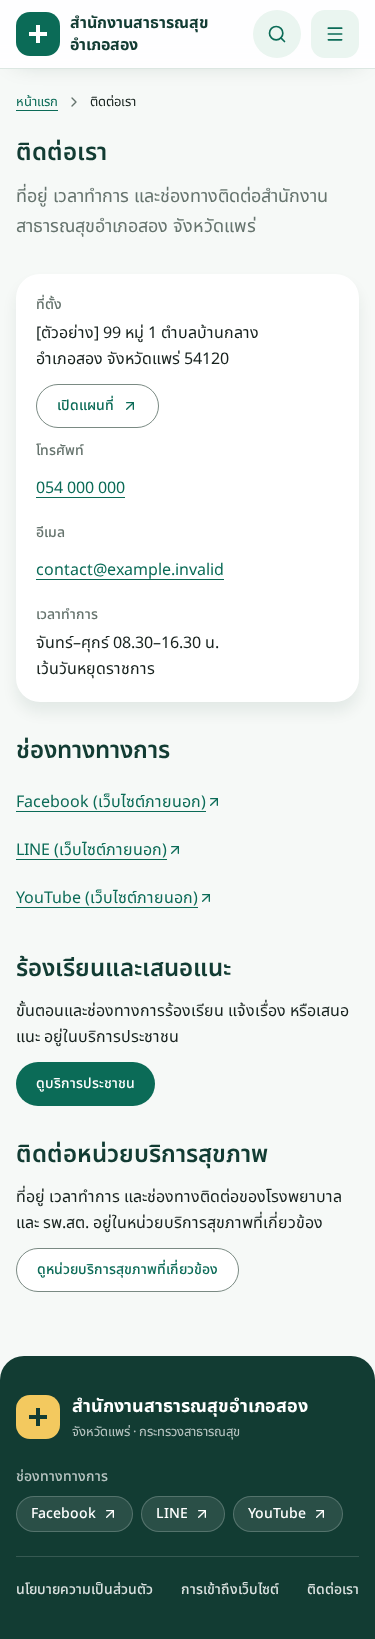 สำนักงานสาธารณสุข
อำเภอสอง
หน้าแรก
ติดต่อเรา
ติดต่อเรา
ที่อยู่ เวลาทำการ และช่องทางติดต่อสำนักงาน
สาธารณสุขอำเภอสอง จังหวัดแพร่
ที่ตั้ง
[ตัวอย่าง] 99 หมู่ 1 ตำบลบ้านกลาง
อำเภอสอง จังหวัดแพร่ 54120
เปิดแผนที่
โทรศัพท์
054 000 000
อีเมล
contact@example.invalid
เวลาทำการ
จันทร์–ศุกร์ 08.30–16.30 น.
เว้นวันหยุดราชการ
ช่องทางทางการ
Facebook (เว็บไซต์ภายนอก)
LINE (เว็บไซต์ภายนอก)
YouTube (เว็บไซต์ภายนอก)
ร้องเรียนและเสนอแนะ
ขั้นตอนและช่องทางการร้องเรียน แจ้งเรื่อง หรือเสนอ
แนะ อยู่ในบริการประชาชน
ดูบริการประชาชน
ติดต่อหน่วยบริการสุขภาพ
ที่อยู่ เวลาทำการ และช่องทางติดต่อของโรงพยาบาล
และ รพ.สต. อยู่ในหน่วยบริการสุขภาพที่เกี่ยวข้อง
ดูหน่วยบริการสุขภาพที่เกี่ยวข้อง
สำนักงานสาธารณสุขอำเภอสอง
จังหวัดแพร่ · กระทรวงสาธารณสุข
ช่องทางทางการ
Facebook LINE YouTube
นโยบายความเป็นส่วนตัว การเข้าถึงเว็บไซต์ ติดต่อเรา